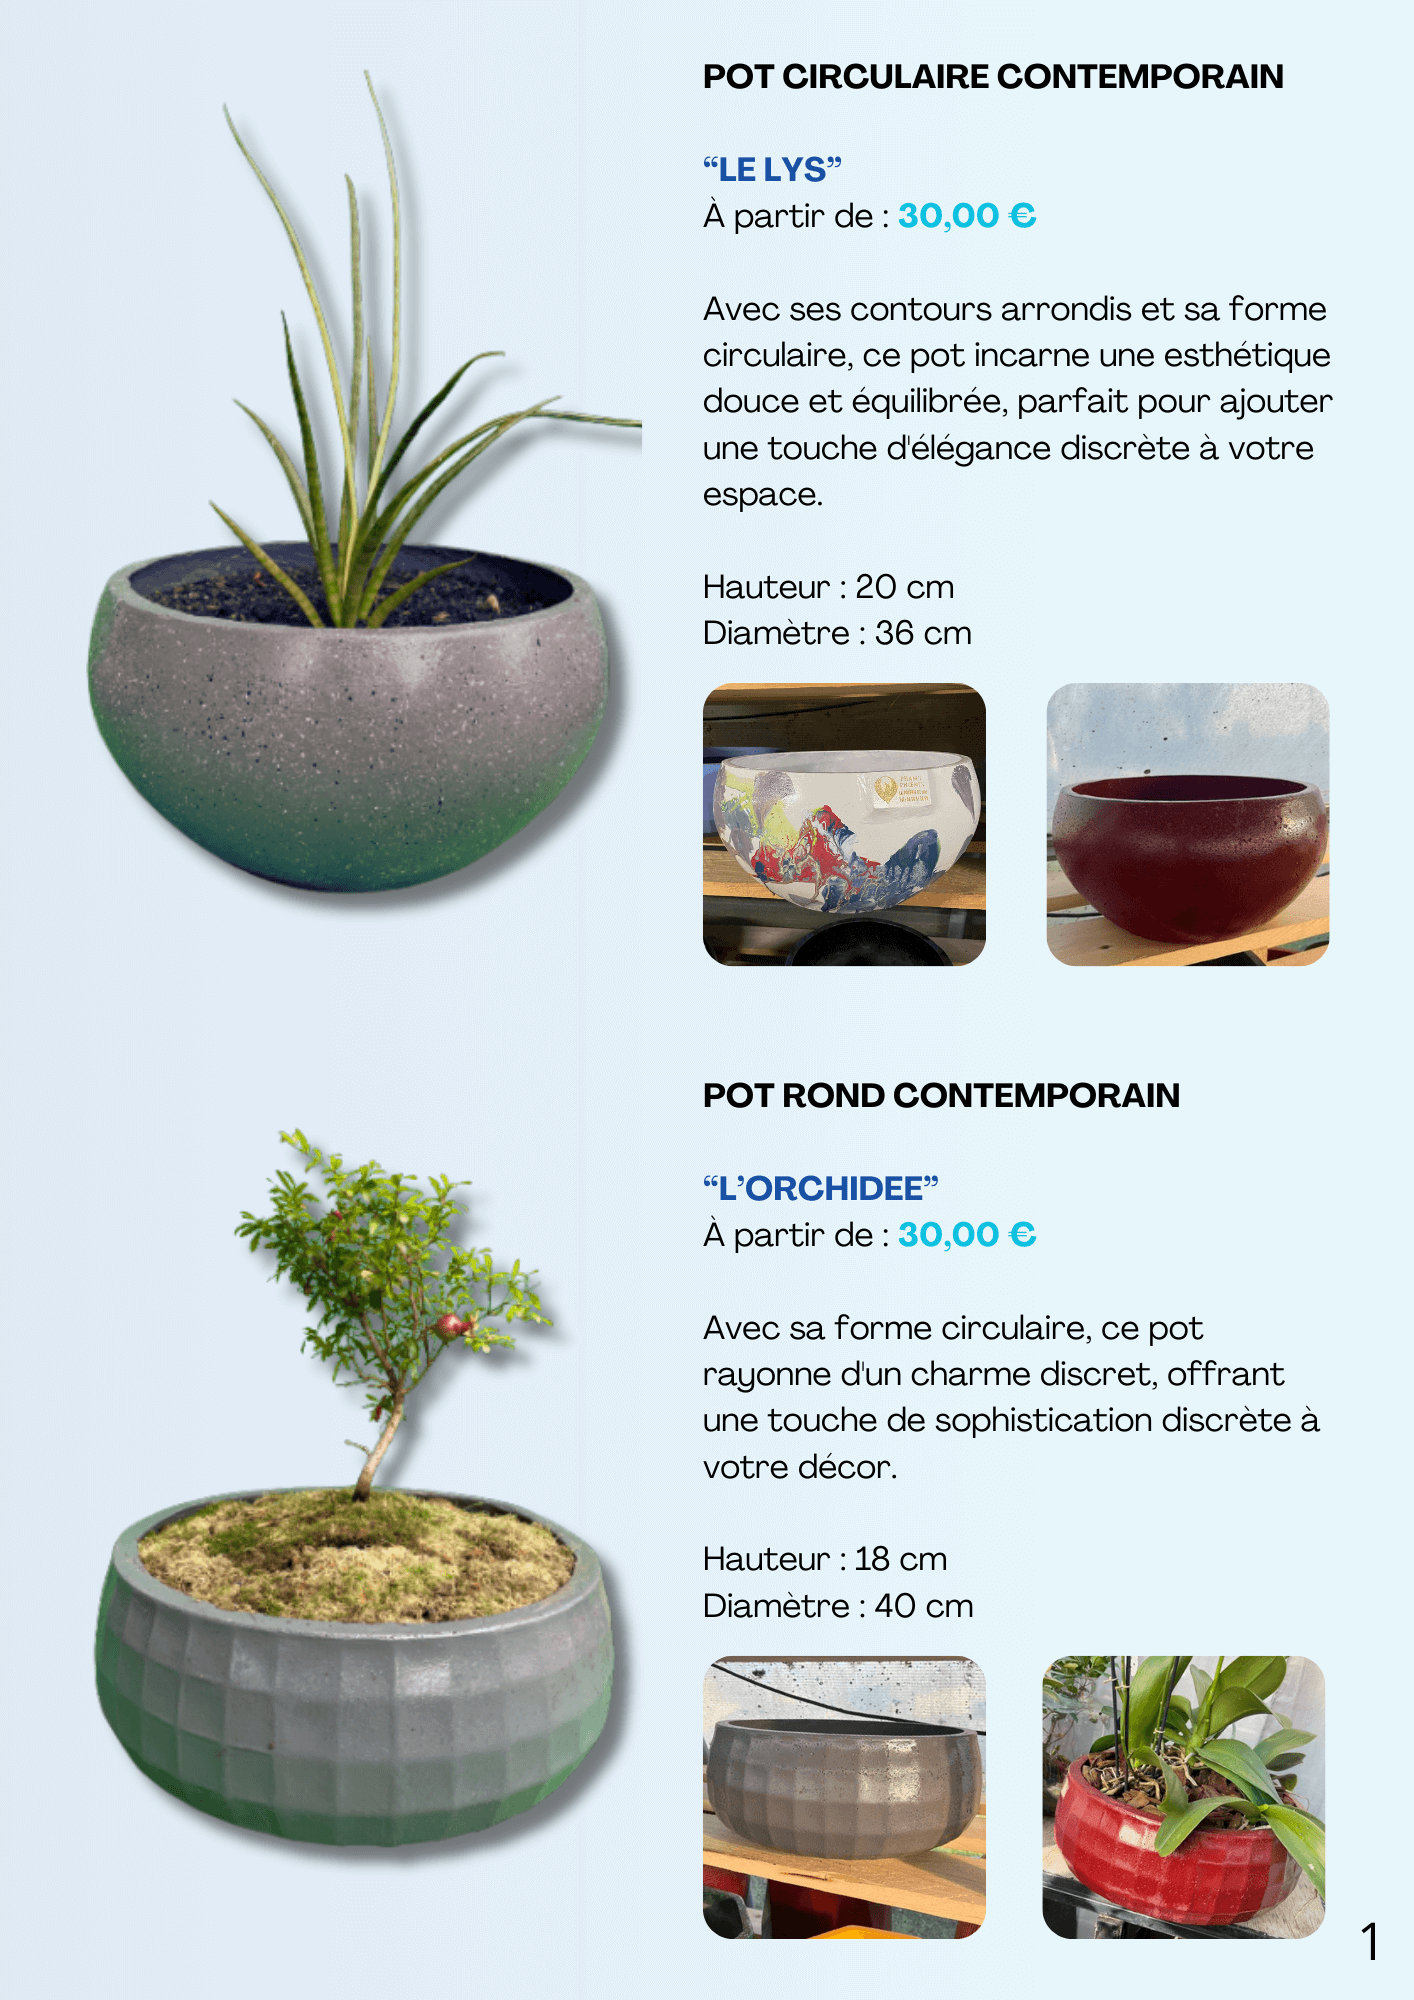 POT CIRCULAIRE CONTEMPORAIN
“LE LYS”
À partir de : 30,00 €
Avec ses contours arrondis et sa forme
circulaire, ce pot incarne une esthétique
douce et équilibrée, parfait pour ajouter
une touche d'élégance discrète à votre
espace.
Hauteur : 20 cm
Diamètre : 36 cm
POT ROND CONTEMPORAIN
“L’ORCHIDEE”
À partir de : 30,00 €
Avec sa forme circulaire, ce pot
rayonne d'un charme discret, offrant
une touche de sophistication discrète à
votre décor.
Hauteur : 18 cm
Diamètre : 40 cm
1